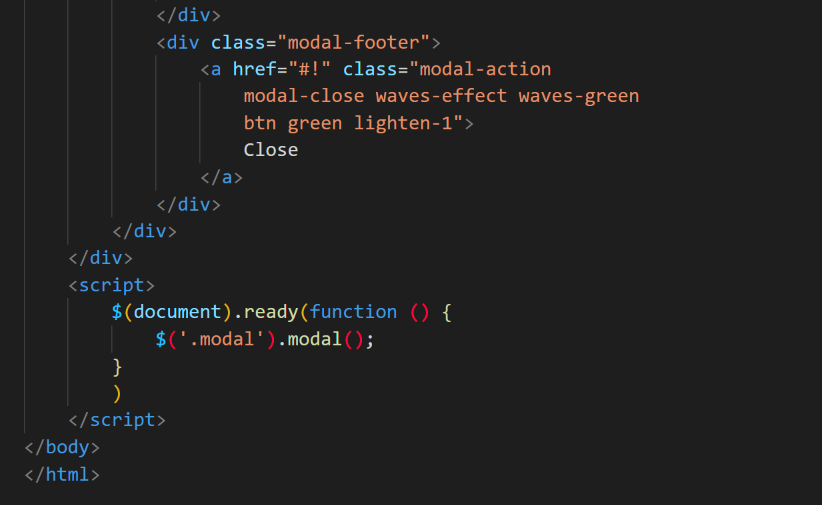 </div>
<div class="modal-footer">
<a href="#!" class="modal-action
modal-close waves-effect waves-green
btn green lighten-1">
Close
</a>
</div>
</div>
</div>
<script>
$(document).ready(function () {
$('.modal').modal();
}
)
</script>
</body>
</html>